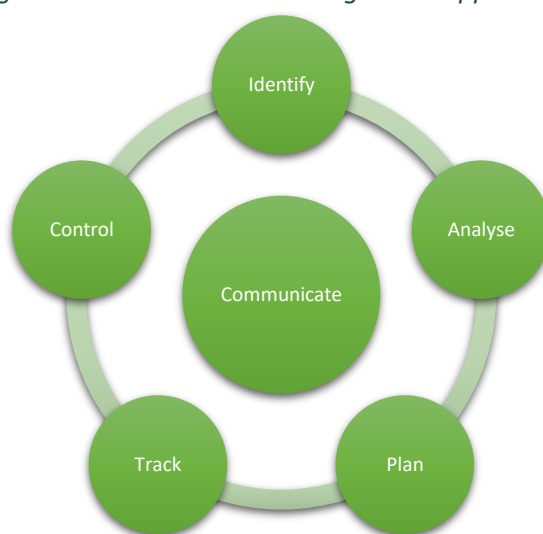 Identify
Control
Analyse
Communicate
Track
Plan